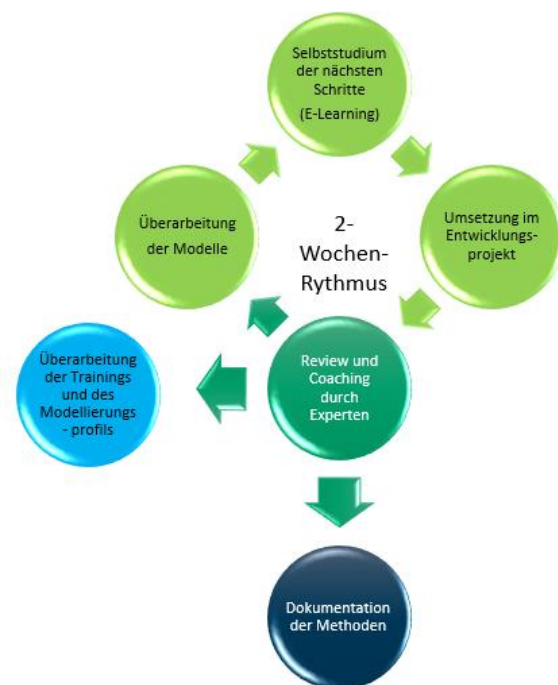 Selbststudium
der nächsten
Schritte
(E-Learning)
Überarbeitung
der Modelle
2-
Wochen-
Rythmus
Umsetzung im
Entwicklungs-
projekt
Überarbeitung
der Trainings
und des
Modellierungs
- profils
Review und
Coaching
durch
Experten
Dokumentation
der Methoden